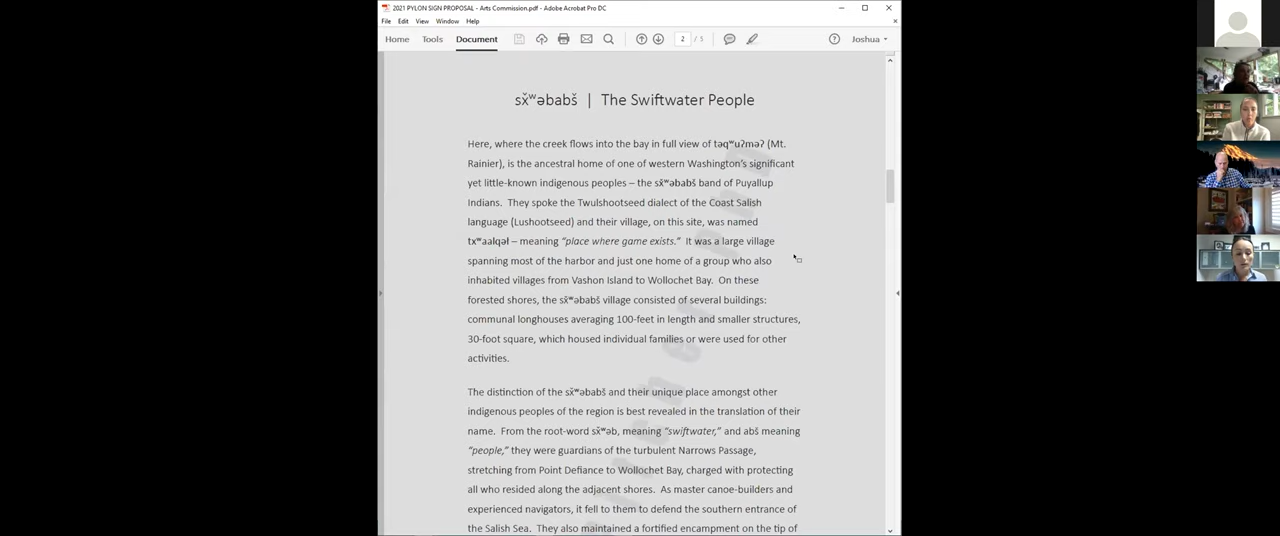 2021 PYLON SIGN PROPOSAL - Arts Commission.pdf - Adobe Acrobat Pro DC
File Edit View Window Help
Home Tools Document 2 / 5 Joshua
sx̌ʷəbabš | The Swiftwater People
Here, where the creek flows into the bay in full view of təqʷuʔməʔ (Mt.
Rainier), is the ancestral home of one of western Washington's significant
yet little-known indigenous peoples – the sx̌ʷəbabš band of Puyallup
Indians. They spoke the Twulshootseed dialect of the Coast Salish
language (Lushootseed) and their village, on this site, was named
txʷaalqəł – meaning "place where game exists." It was a large village
spanning most of the harbor and just one home of a group who also
inhabited villages from Vashon Island to Wollochet Bay. On these
forested shores, the sx̌ʷəbabš village consisted of several buildings:
communal longhouses averaging 100-feet in length and smaller structures,
30-foot square, which housed individual families or were used for other
activities.
The distinction of the sx̌ʷəbabš and their unique place amongst other
indigenous peoples of the region is best revealed in the translation of their
name. From the root-word sx̌ʷəb, meaning "swiftwater," and abš meaning
"people," they were guardians of the turbulent Narrows Passage,
stretching from Point Defiance to Wollochet Bay, charged with protecting
all who resided along the adjacent shores. As master canoe-builders and
experienced navigators, it fell to them to defend the southern entrance of
the Salish Sea. They also maintained a fortified encampment on the tip of